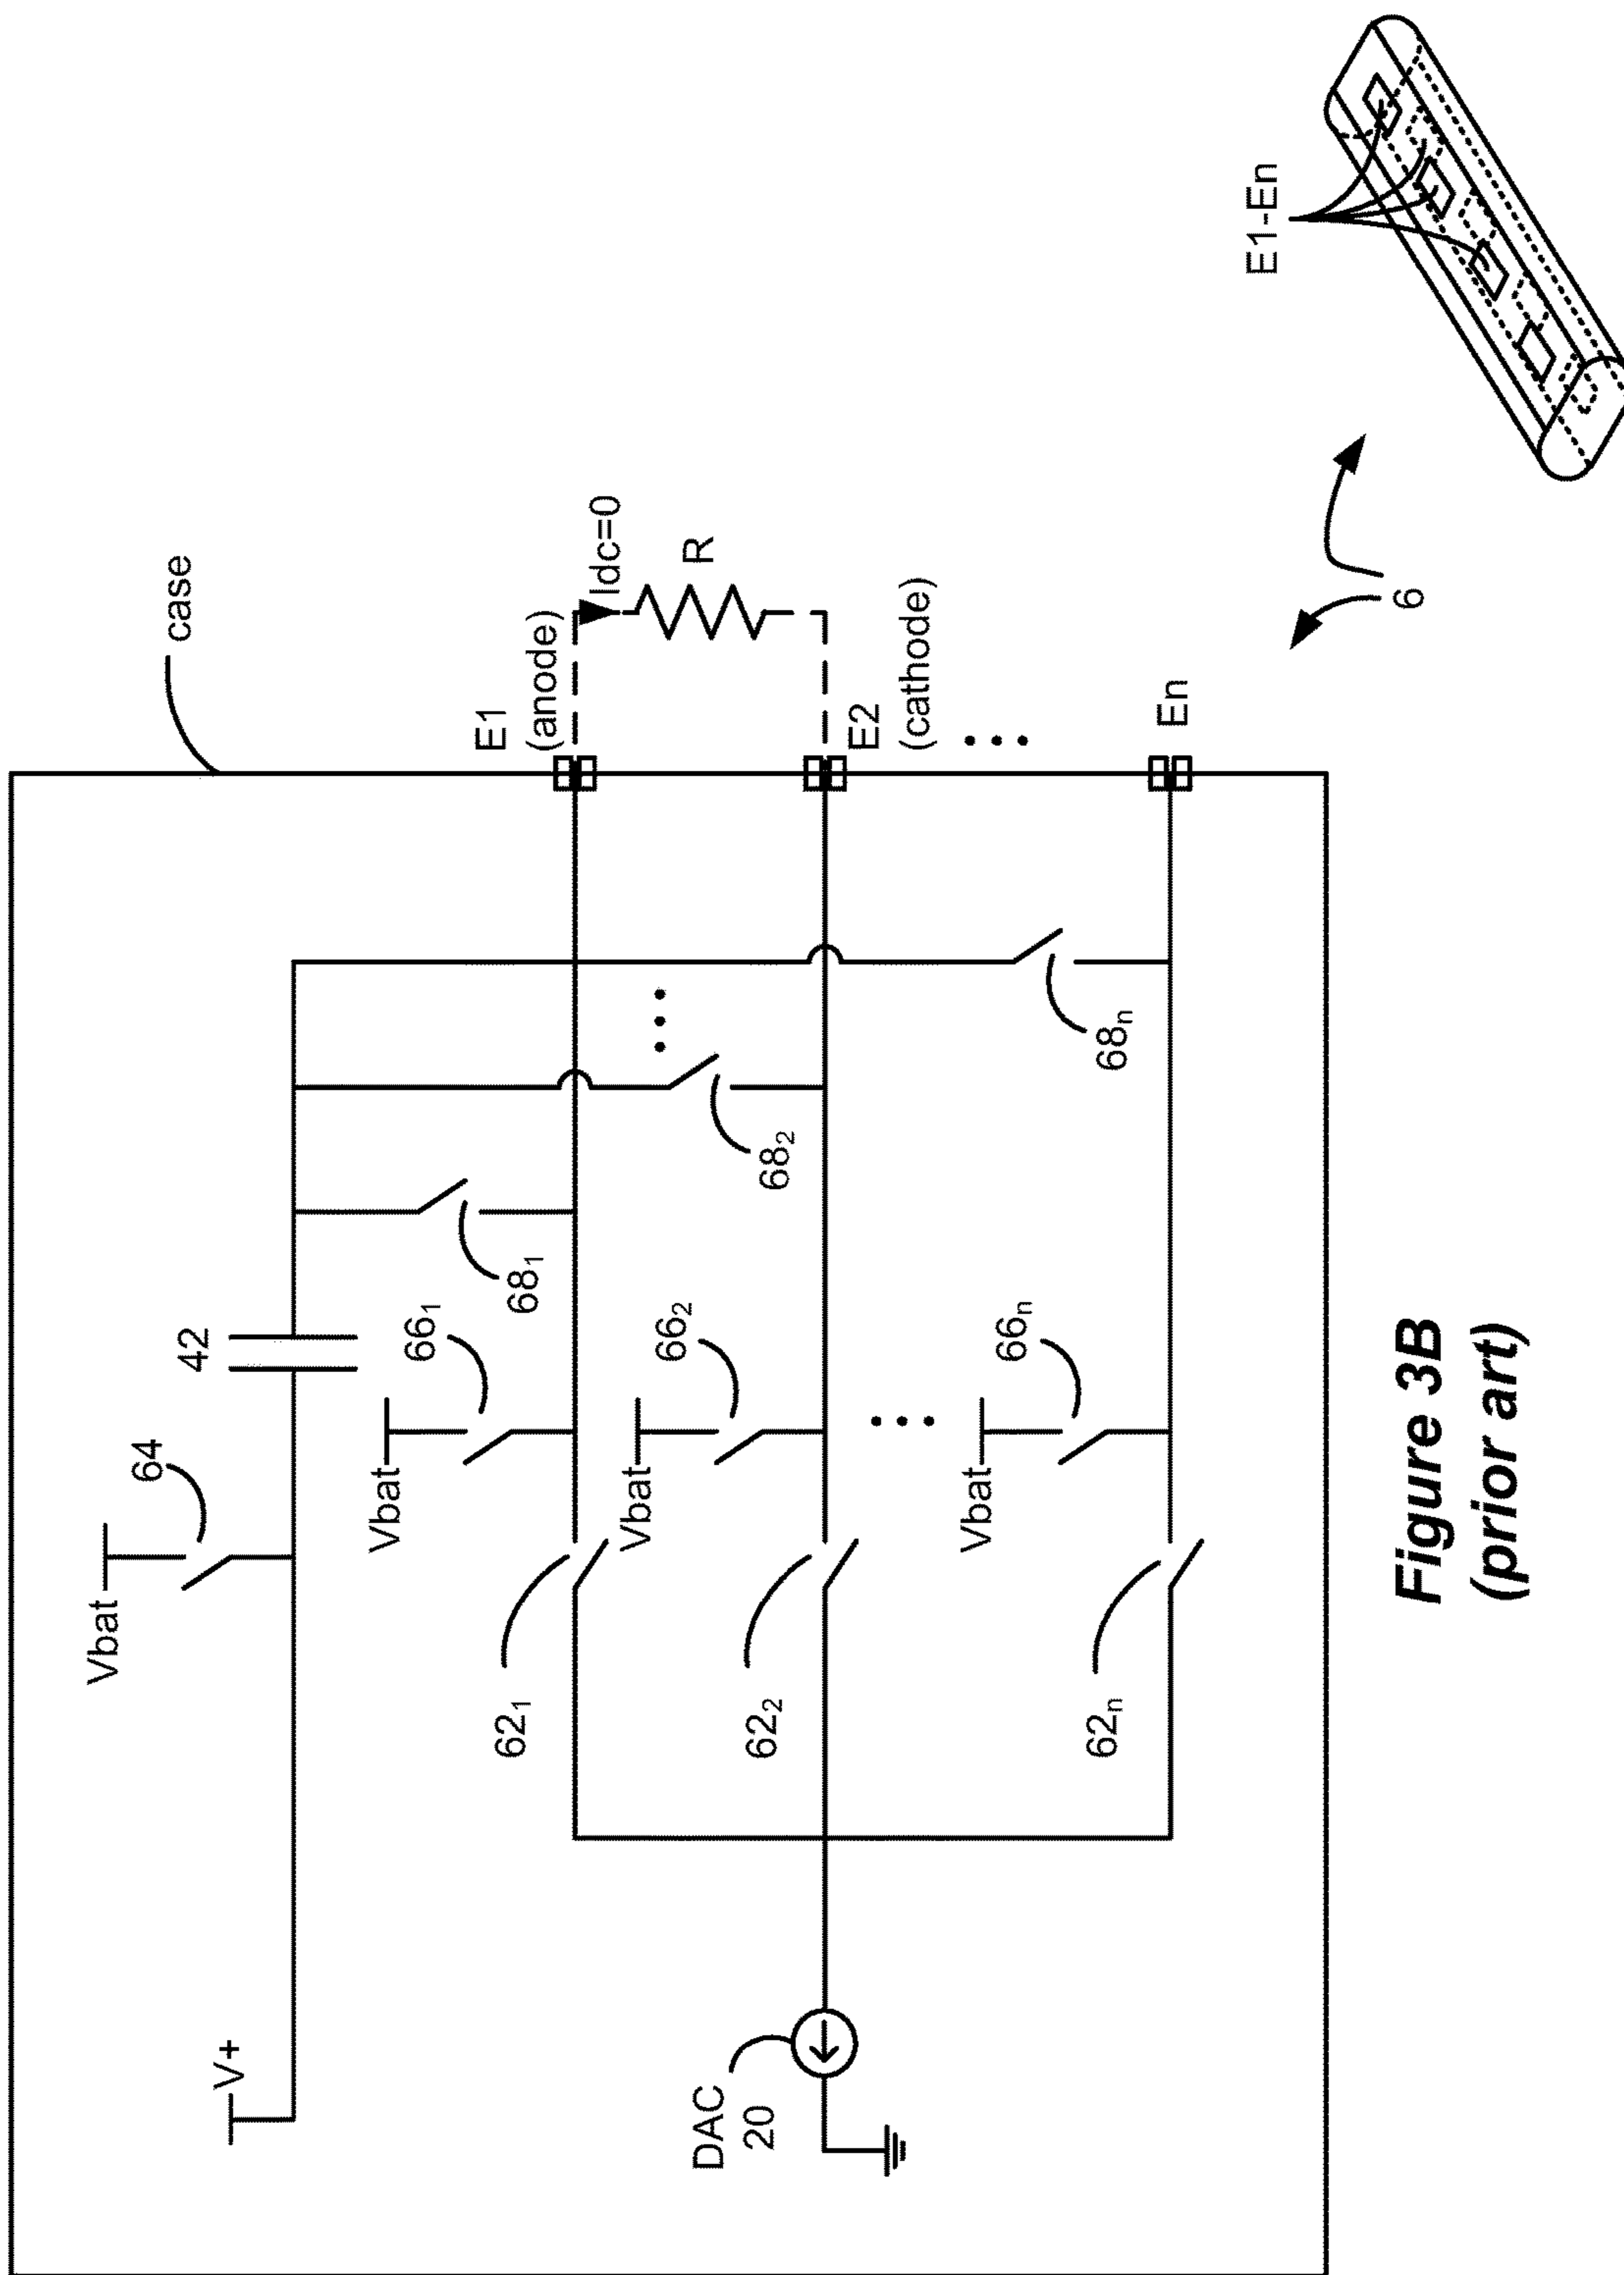 Vbat
64
V+
42
case
Vbat
66₁
68₁
E1
(anode)
Idc=0
R
62₁
Vbat
66₂
68₂
E2
(cathode)
DAC
20
62₂
Vbat
66ₙ
68ₙ
En
62ₙ
6
E1-En
Figure 3B
(prior art)